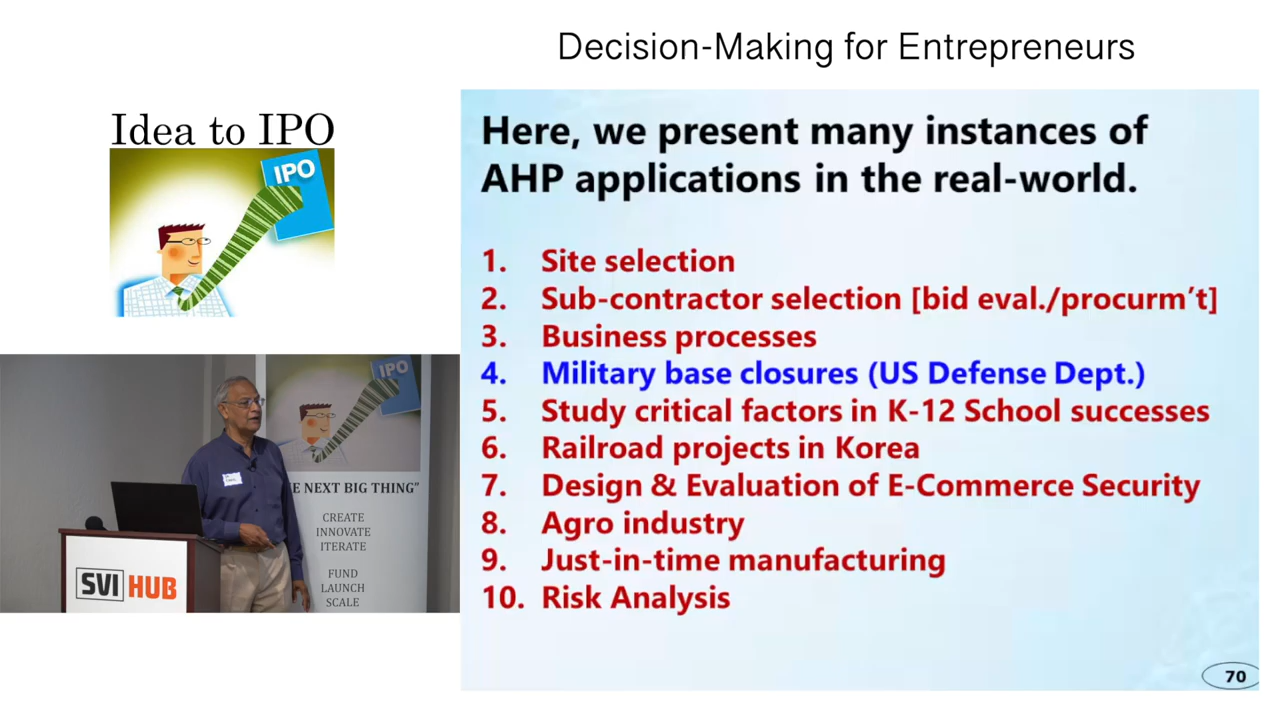 Decision-Making for Entrepreneurs
Idea to IPO
IPO
Here, we present many instances of
AHP applications in the real-world.
1. Site selection
2. Sub-contractor selection [bid eval./procurm't]
3. Business processes
4. Military base closures (US Defense Dept.)
5. Study critical factors in K-12 School successes
6. Railroad projects in Korea
7. Design & Evaluation of E-Commerce Security
8. Agro industry
9. Just-in-time manufacturing
10. Risk Analysis
70
IPO
E NEXT BIG THING"
CREATE
INNOVATE
ITERATE
FUND
LAUNCH
SCALE
SVI HUB